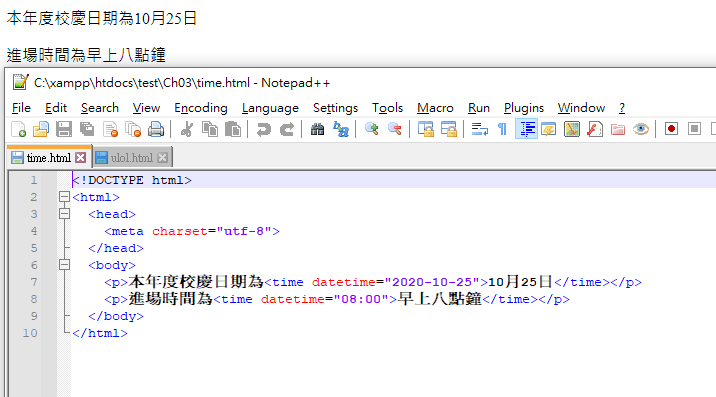 本年度校慶日期為10月25日
進場時間為早上八點鐘
C:\xampp\htdocs\test\Ch03\time.html - Notepad++
File Edit Search View Encoding Language Settings Tools Macro Run Plugins Window ?
time.html ulol.html
1 <!DOCTYPE html>
2 <html>
3 <head>
4 <meta charset="utf-8">
5 </head>
6 <body>
7 <p>本年度校慶日期為<time datetime="2020-10-25">10月25日</time></p>
8 <p>進場時間為<time datetime="08:00">早上八點鐘</time></p>
9 </body>
10 </html>